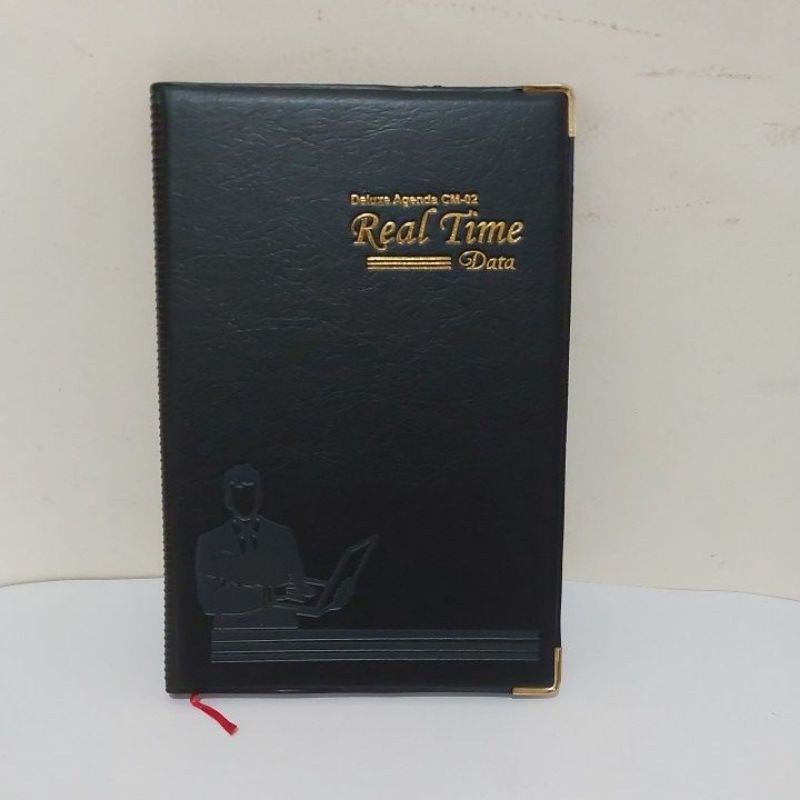 Deluxe Agenda CM-02
Real Time
Data